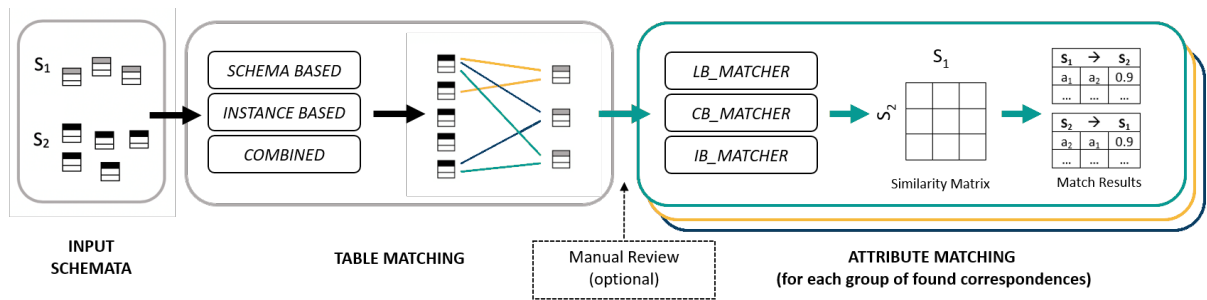 S1
S2
INPUT
SCHEMATA
SCHEMA BASED
INSTANCE BASED
COMBINED
TABLE MATCHING
Manual Review
(optional)
LB_MATCHER
CB_MATCHER
IB_MATCHER
S1
S2
Similarity Matrix
S1 → S2
a1 a2 0.9
... ... ...
S2 → S1
a2 a1 0.9
... ... ...
Match Results
ATTRIBUTE MATCHING
(for each group of found correspondences)